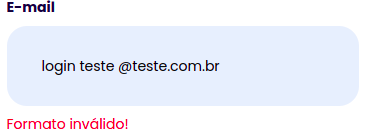 E-mail
login teste @teste.com.br
Formato inválido!